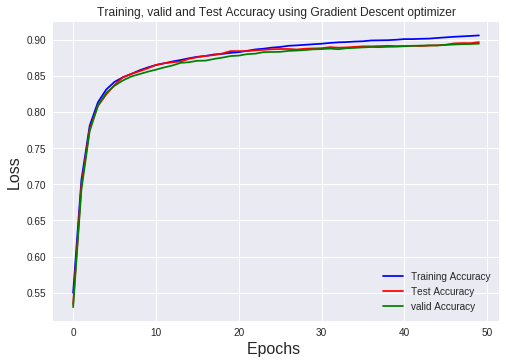 Training, valid and Test Accuracy using Gradient Descent optimizer
Loss
0.90
0.85
0.80
0.75
0.70
0.65
0.60
0.55
0
10
20
30
40
50
Epochs
Training Accuracy
Test Accuracy
valid Accuracy